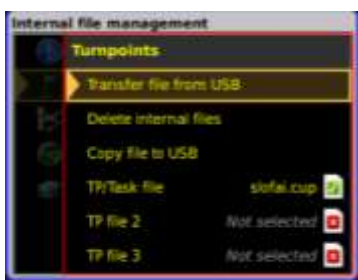 Internal file management
Turnpoints
Transfer file from USB
Delete internal files
Copy file to USB
TP/Task file slofai.cup
TP file 2 Not selected
TP file 3 Not selected